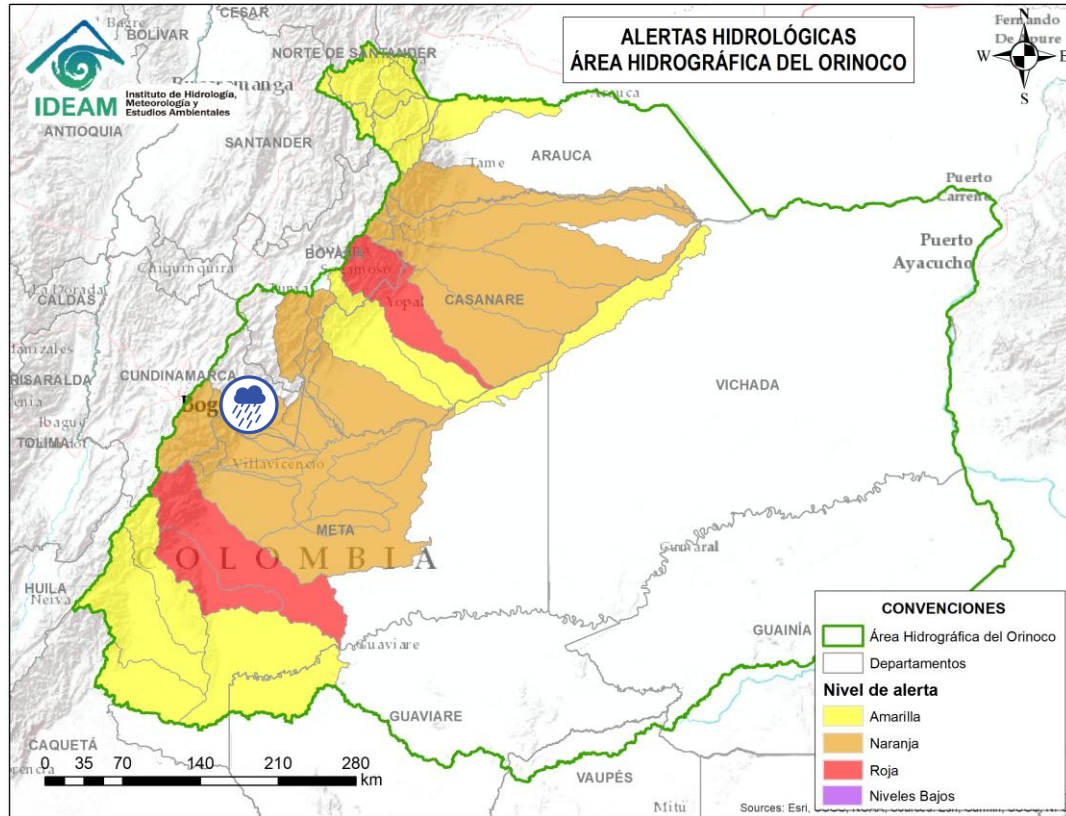 ALERTAS HIDROLÓGICAS
ÁREA HIDROGRÁFICA DEL ORINOCO
N
W
E
S
IDEAM
Instituto de Hidrología,
Meteorología y
Estudios Ambientales
CESAR
BOLÍVAR
NORTE DE SANTANDER
ANTIOQUIA
SANTANDER
ARAUCA
Tame
Arauca
Puerto
Carreño
Puerto
Ayacucho
Chiquinquira
CALDAS
Yopal
CASANARE
VICHADA
CUNDINAMARCA
Ibagué
TOLIMA
Villavicencio
META
COLOMBIA
HUILA
Neiva
Guaviare
GUAINÍA
GUAVIARE
CAQUETÁ
VAUPÉS
Mitú
0 35 70 140 210 280
km
CONVENCIONES
Área Hidrográfica del Orinoco
Departamentos
Nivel de alerta
Amarilla
Naranja
Roja
Niveles Bajos
Sources: Esri,